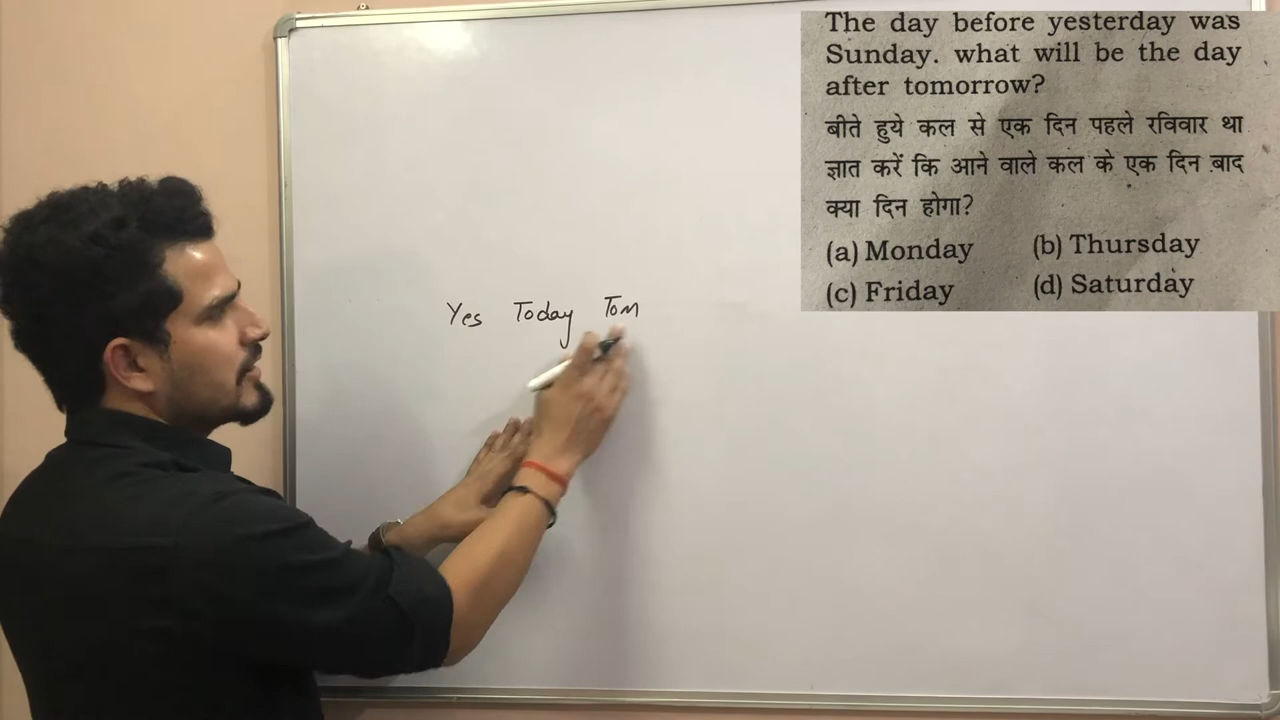 The day before yesterday was
Sunday. what will be the day
after tomorrow?
बीते हुये कल से एक दिन पहले रविवार था
ज्ञात करें कि आने वाले कल के एक दिन बाद
क्या दिन होगा?
(a) Monday (b) Thursday
(c) Friday (d) Saturday
Yes Today Tom